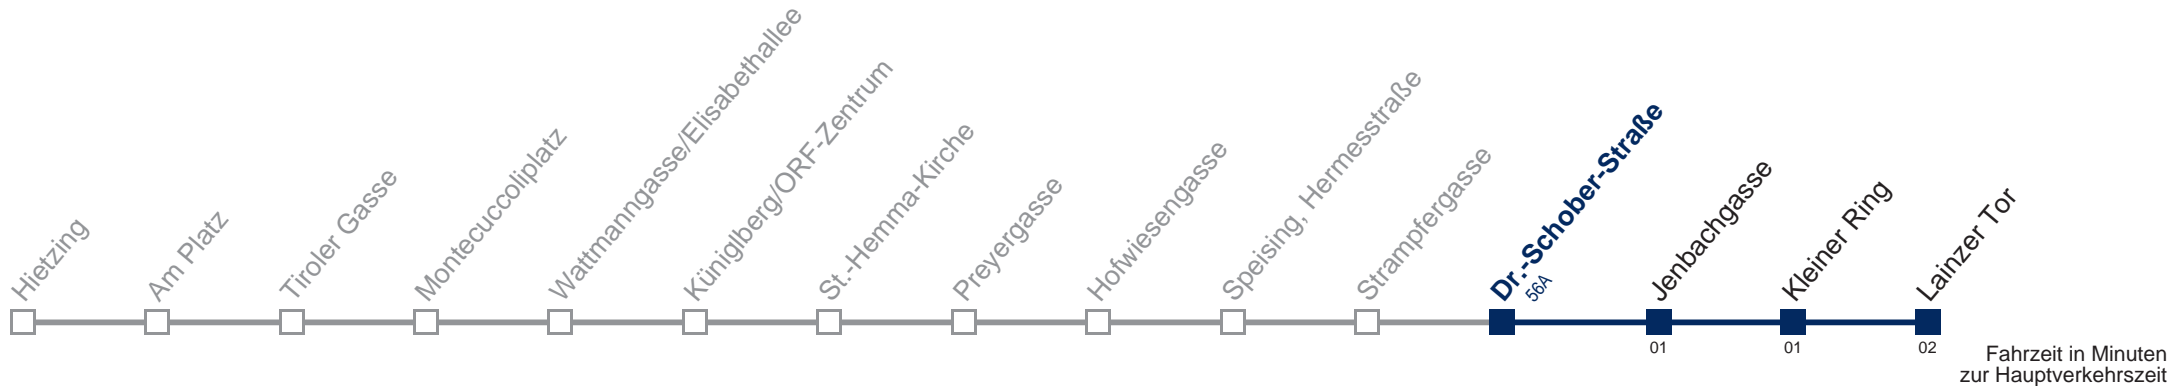 Hietzing
Am Platz
Tiroler Gasse
Montecuccoliplatz
Wattmanngasse/Elisabethallee
Küniglberg/ORF-Zentrum
St.-Hemma-Kirche
Preyergasse
Hofwiesengasse
Speising, Hermesstraße
Strampfergasse
Dr.-Schober-Straße
56A
Jenbachgasse
Kleiner Ring
Lainzer Tor
01
01
02
Fahrzeit in Minuten
zur Hauptverkehrszeit